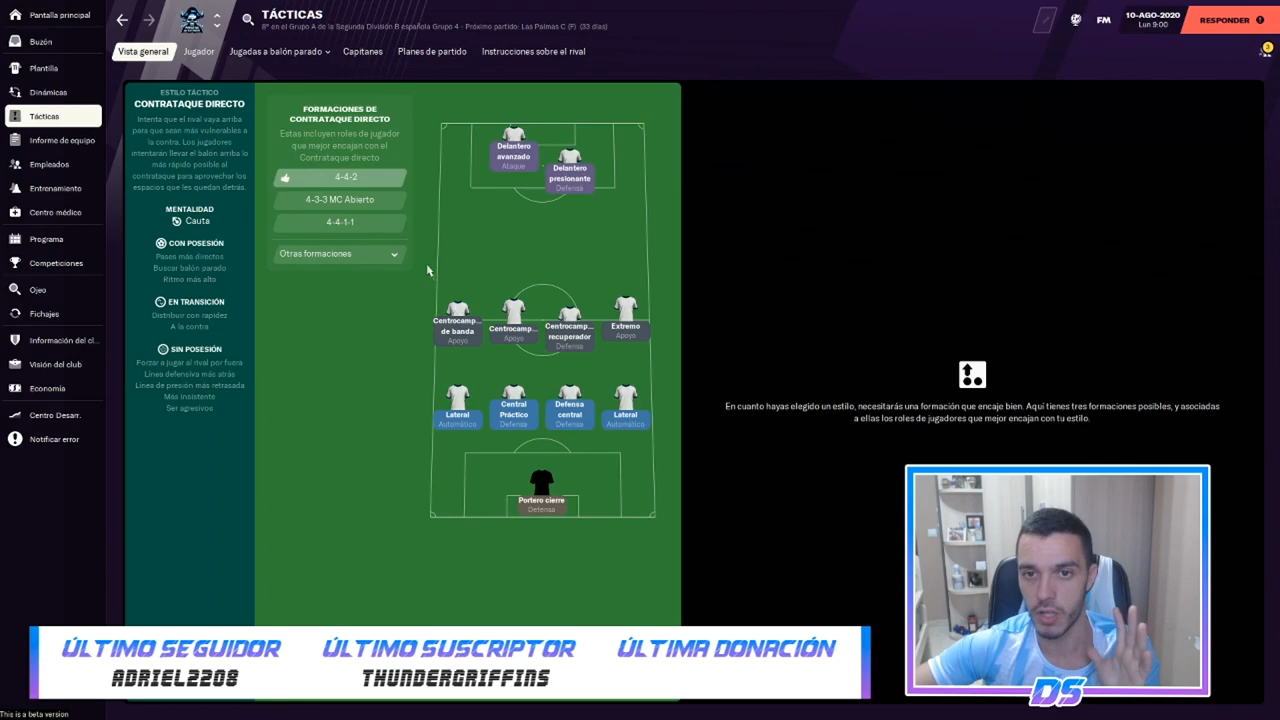 Pantalla principal
Buzón
Plantilla
Dinámicas
Tácticas
Informe de equipo
Empleados
Entrenamiento
Centro médico
Programa
Competiciones
Ojeo
Fichajes
Información del cl...
Visión del club
Economía
Centro Desarr.
Notificar error
This is a beta version
TÁCTICAS
8º en el Grupo A de la Segunda División B española Grupo 4 - Próximo partido: Las Palmas C (F) (33 días)
FM
10-AGO-2020
Lun 9:00
RESPONDER
Vista general
Jugador
Jugadas a balón parado
Capitanes
Planes de partido
Instrucciones sobre el rival
3
ESTILO TÁCTICO
CONTRATAQUE DIRECTO
Intenta que el rival vaya arriba
para que sean más vulnerables a
la contra. Los jugadores
intentarán llevar el balón arriba lo
más rápido posible al
contrataque para aprovechar los
espacios que les quedan detrás.
MENTALIDAD
Cauta
CON POSESIÓN
Pases más directos
Buscar balón parado
Ritmo más alto
EN TRANSICIÓN
Distribuir con rapidez
A la contra
SIN POSESIÓN
Forzar a jugar al rival por fuera
Línea defensiva más atrás
Línea de presión más retrasada
Más insistente
Ser agresivos
FORMACIONES DE
CONTRATAQUE DIRECTO
Estas incluyen roles de jugador
que mejor encajan con el
Contrataque directo
4-4-2
4-3-3 MC Abierto
4-4-1-1
Otras formaciones
Delantero
avanzado
Ataque
Delantero
presionante
Defensa
Centrocamp...
de banda
Apoyo
Centrocamp...
Apoyo
Centrocamp...
recuperador
Defensa
Extremo
Apoyo
Lateral
Automático
Central
Práctico
Defensa
Defensa
central
Defensa
Lateral
Automático
Portero cierre
Defensa
En cuanto hayas elegido un estilo, necesitarás una formación que encaje bien. Aquí tienes tres formaciones posibles, y asociadas
a ellas los roles de jugadores que mejor encajan con tu estilo.
ÚLTIMO SEGUIDOR
ADRIEL2208
ÚLTIMO SUSCRIPTOR
THUNDERGRIFFINS
ÚLTIMA DONACIÓN
DS